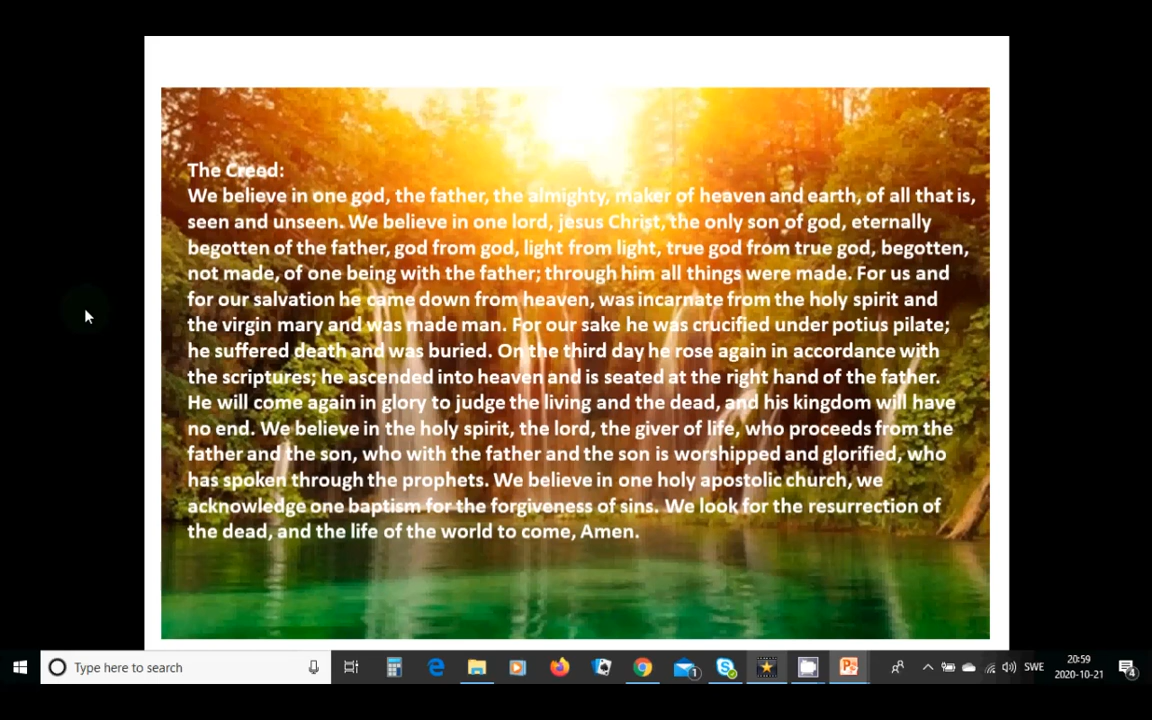 The Creed:
We believe in one god, the father, the almighty, maker of heaven and earth, of all that is,
seen and unseen. We believe in one lord, jesus Christ, the only son of god, eternally
begotten of the father, god from god, light from light, true god from true god, begotten,
not made, of one being with the father; through him all things were made. For us and
for our salvation he came down from heaven, was incarnate from the holy spirit and
the virgin mary and was made man. For our sake he was crucified under potius pilate;
he suffered death and was buried. On the third day he rose again in accordance with
the scriptures; he ascended into heaven and is seated at the right hand of the father.
He will come again in glory to judge the living and the dead, and his kingdom will have
no end. We believe in the holy spirit, the lord, the giver of life, who proceeds from the
father and the son, who with the father and the son is worshipped and glorified, who
has spoken through the prophets. We believe in one holy apostolic church, we
acknowledge one baptism for the forgiveness of sins. We look for the resurrection of
the dead, and the life of the world to come, Amen.
Type here to search
1
SWE
20:59
2020-10-21
4